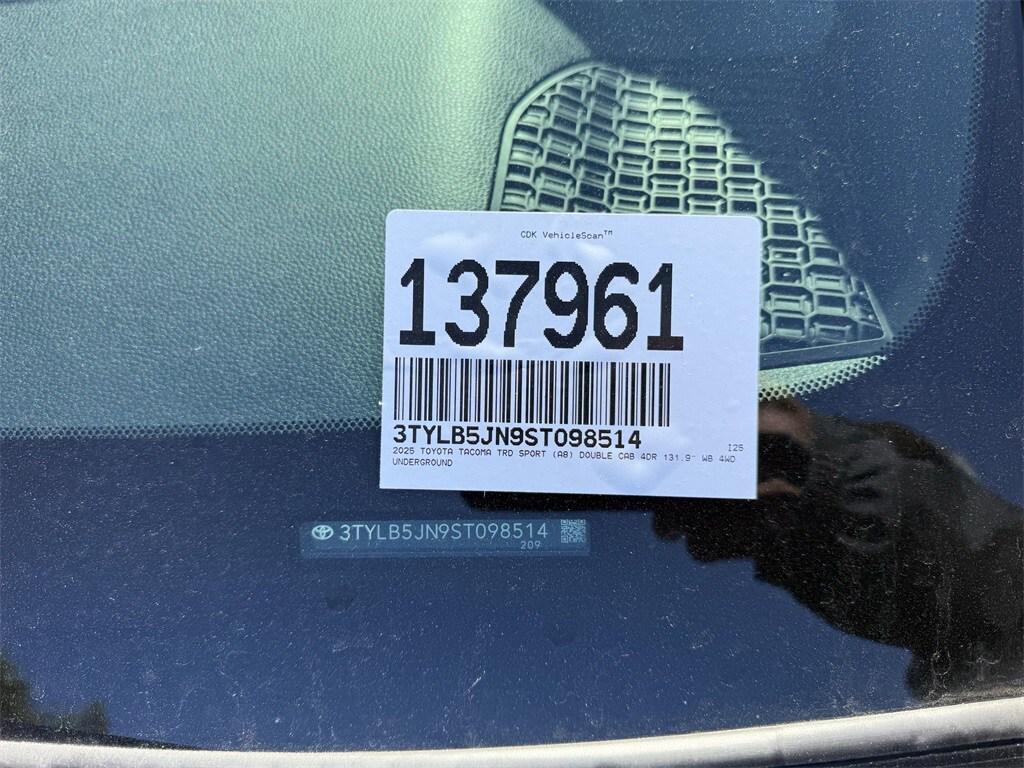 CDK VehicleScan™
137961
3TYLB5JN9ST098514
I25
2025 TOYOTA TACOMA TRD SPORT (A8) DOUBLE CAB 4DR 131.9" WB 4WD
UNDERGROUND
3TYLB5JN9ST098514
209